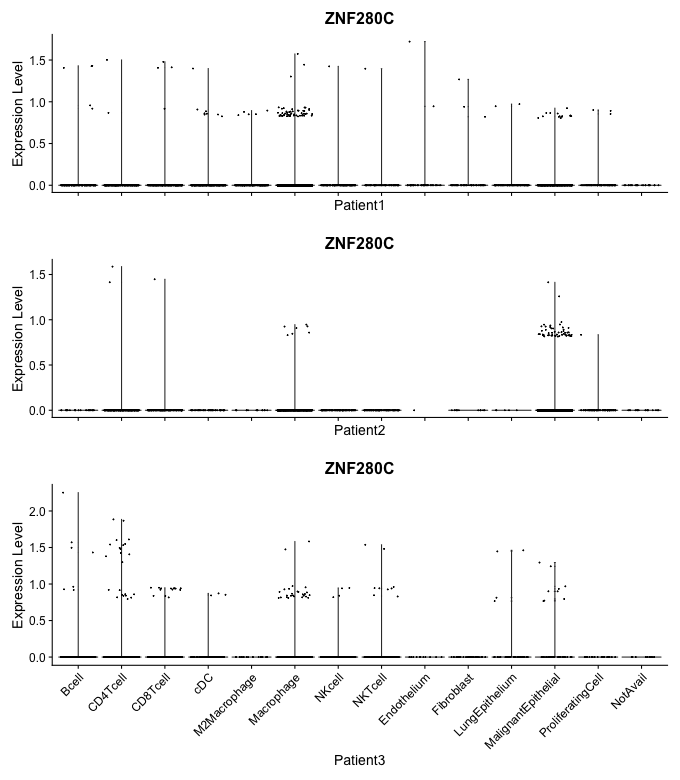 ZNF280C
Expression Level
1.5
1.0
0.5
0.0
Patient1
ZNF280C
Expression Level
1.5
1.0
0.5
0.0
Patient2
ZNF280C
Expression Level
2.0
1.5
1.0
0.5
0.0
Bcell
CD4Tcell
CD8Tcell
cDC
M2Macrophage
Macrophage
NKcell
NKTcell
Endothelium
Fibroblast
LungEpithelium
MalignantEpithelial
ProliferatingCell
NotAvail
Patient3